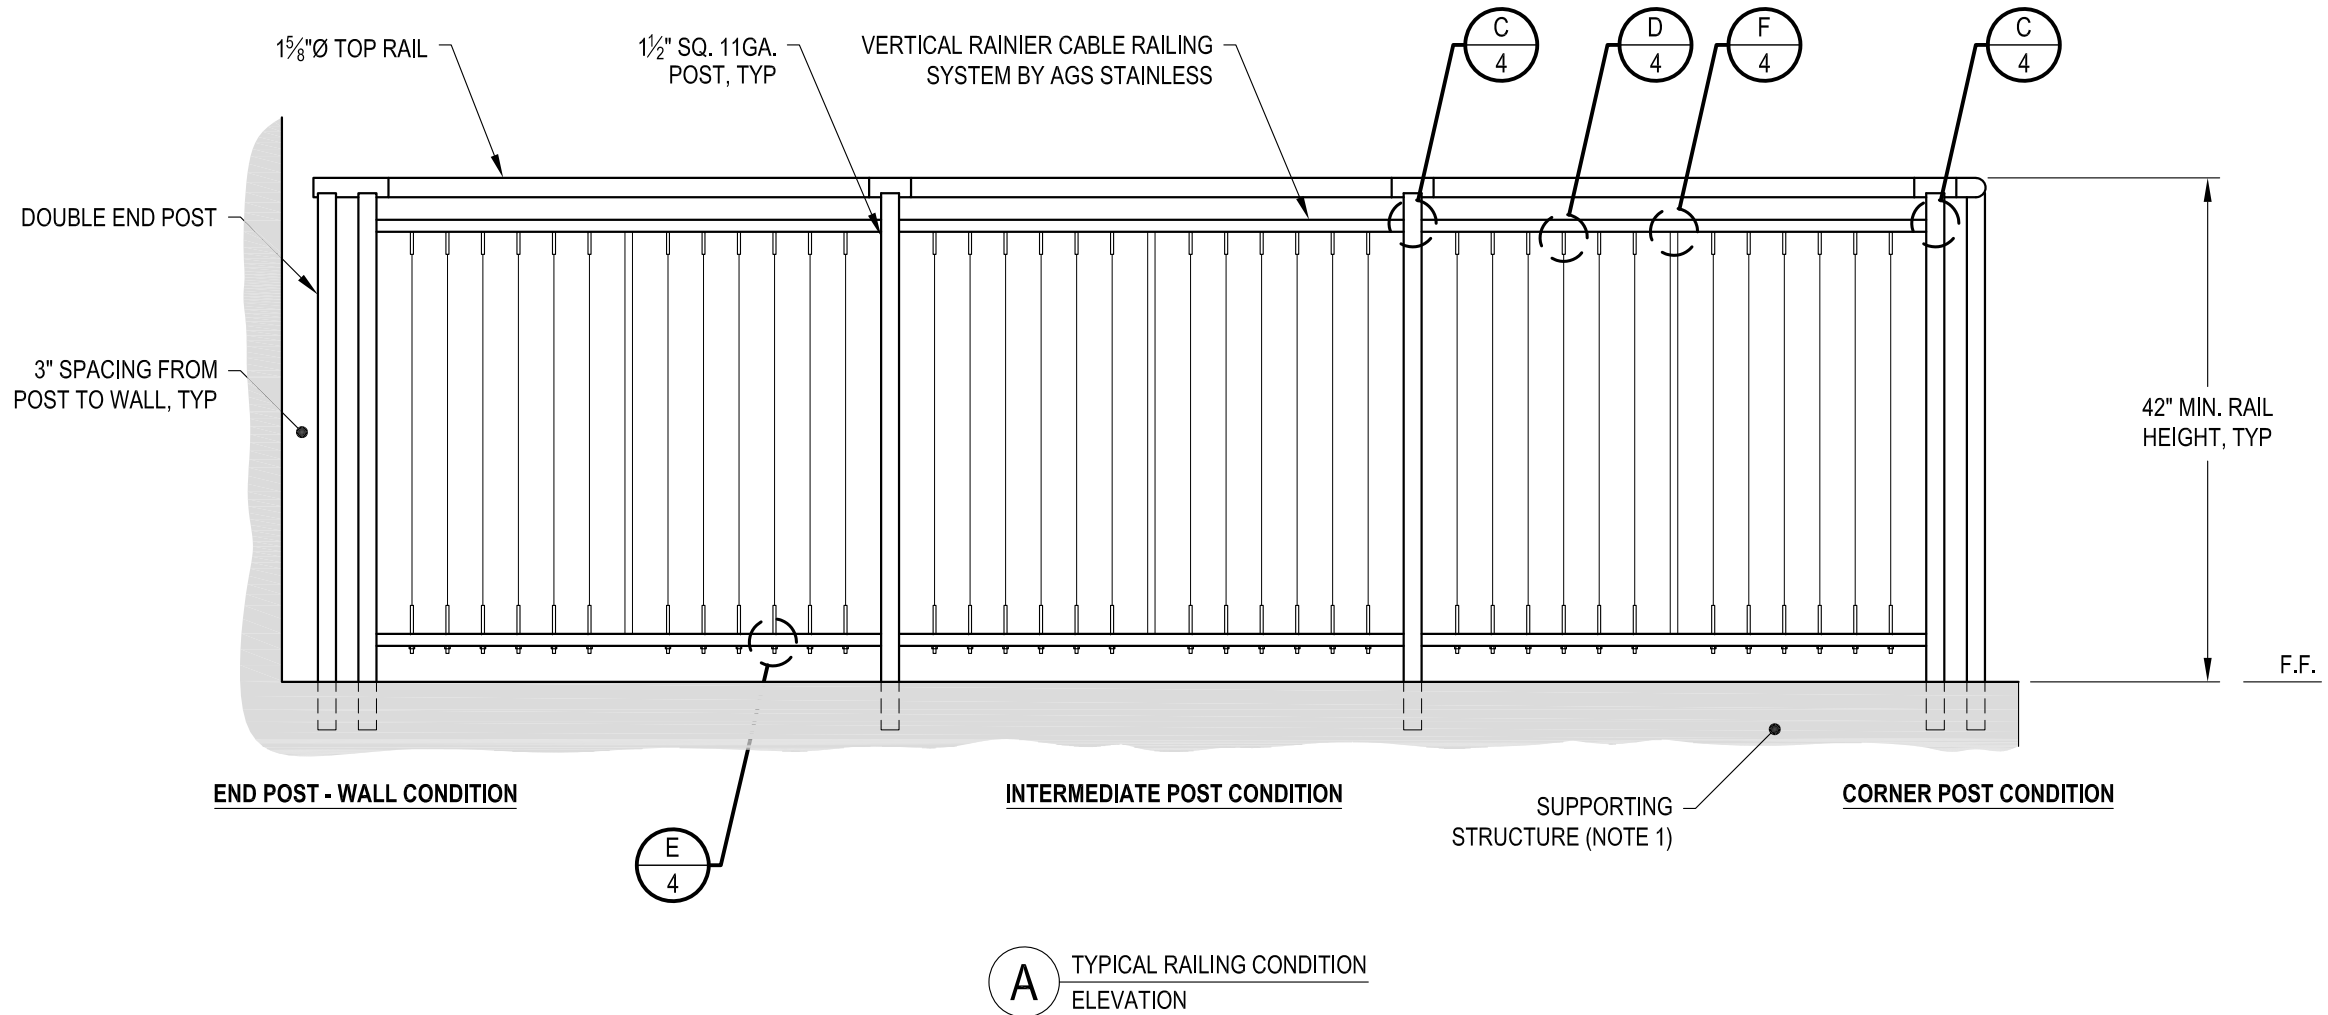 1⅝"Ø TOP RAIL
1½" SQ. 11GA.
POST, TYP
VERTICAL RAINIER CABLE RAILING
SYSTEM BY AGS STAINLESS
C
4
D
4
F
4
C
4
DOUBLE END POST
3" SPACING FROM
POST TO WALL, TYP
42" MIN. RAIL
HEIGHT, TYP
F.F.
END POST - WALL CONDITION
INTERMEDIATE POST CONDITION
CORNER POST CONDITION
SUPPORTING
STRUCTURE (NOTE 1)
E
4
A
TYPICAL RAILING CONDITION
ELEVATION